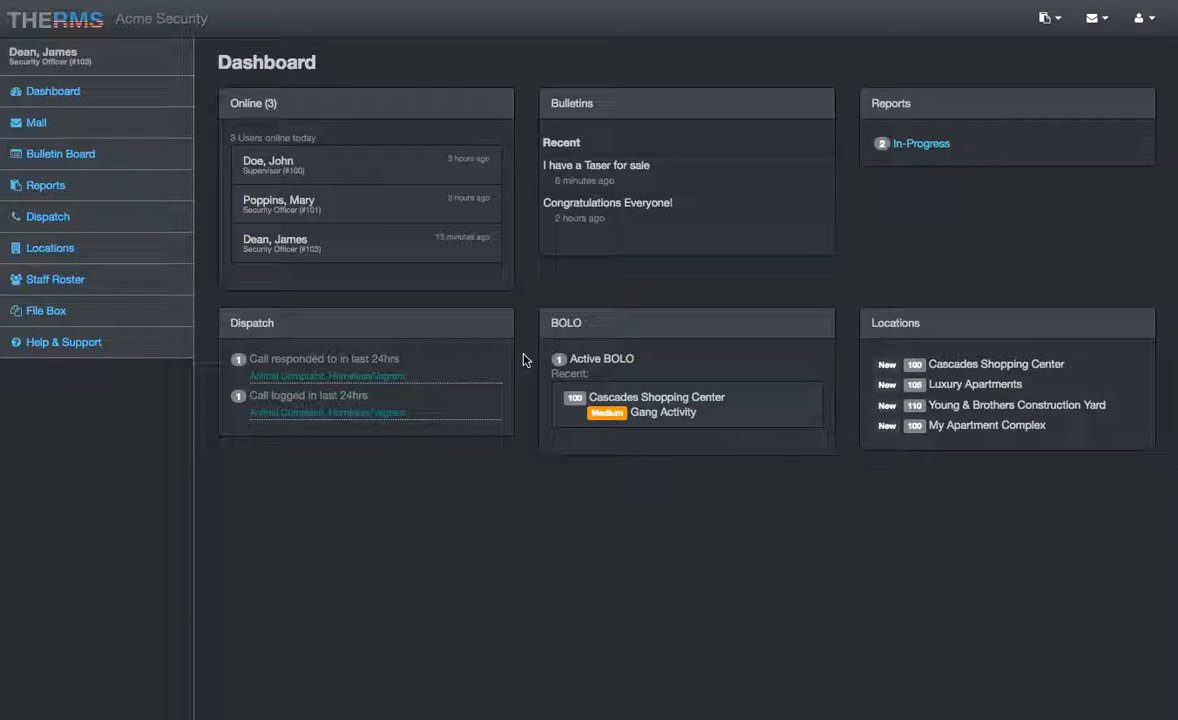 THERMS Acme Security
Dean, James
Security Officer (#103)
Dashboard
Mail
Bulletin Board
Reports
Dispatch
Locations
Staff Roster
File Box
Help & Support
Dashboard
Online (3)
3 Users online today
Doe, John
3 hours ago
Supervisor (#100)
Poppins, Mary
2 hours ago
Security Officer (#101)
Dean, James
13 minutes ago
Security Officer (#103)
Bulletins
Recent
I have a Taser for sale
6 minutes ago
Congratulations Everyone!
2 hours ago
Reports
2 In-Progress
Dispatch
1 Call responded to in last 24hrs
Animal Complaint, Homeless/Vagrant
1 Call logged in last 24hrs
Animal Complaint, Homeless/Vagrant
BOLO
1 Active BOLO
Recent:
100 Cascades Shopping Center
Medium Gang Activity
Locations
New 100 Cascades Shopping Center
New 105 Luxury Apartments
New 110 Young & Brothers Construction Yard
New 100 My Apartment Complex